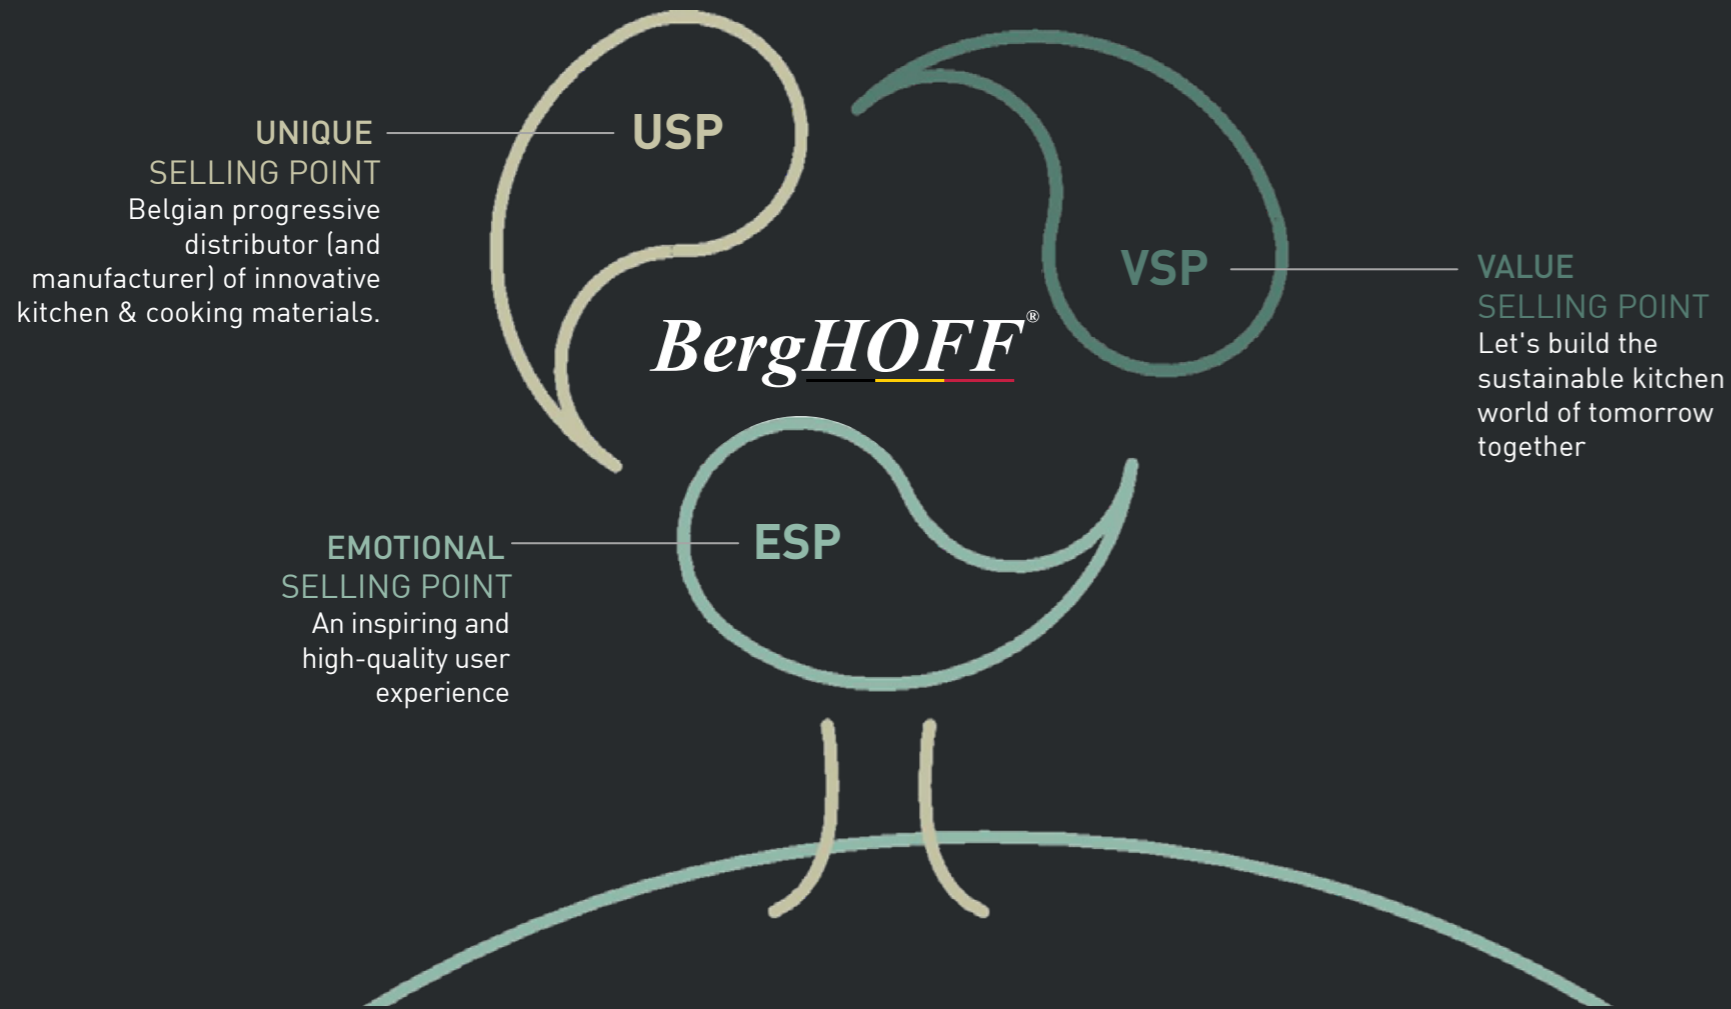 UNIQUE
SELLING POINT
Belgian progressive
distributor (and
manufacturer) of innovative
kitchen & cooking materials.
USP
VSP
VALUE
SELLING POINT
Let's build the
sustainable kitchen
world of tomorrow
together
BergHOFF®
EMOTIONAL
SELLING POINT
An inspiring and
high-quality user
experience
ESP